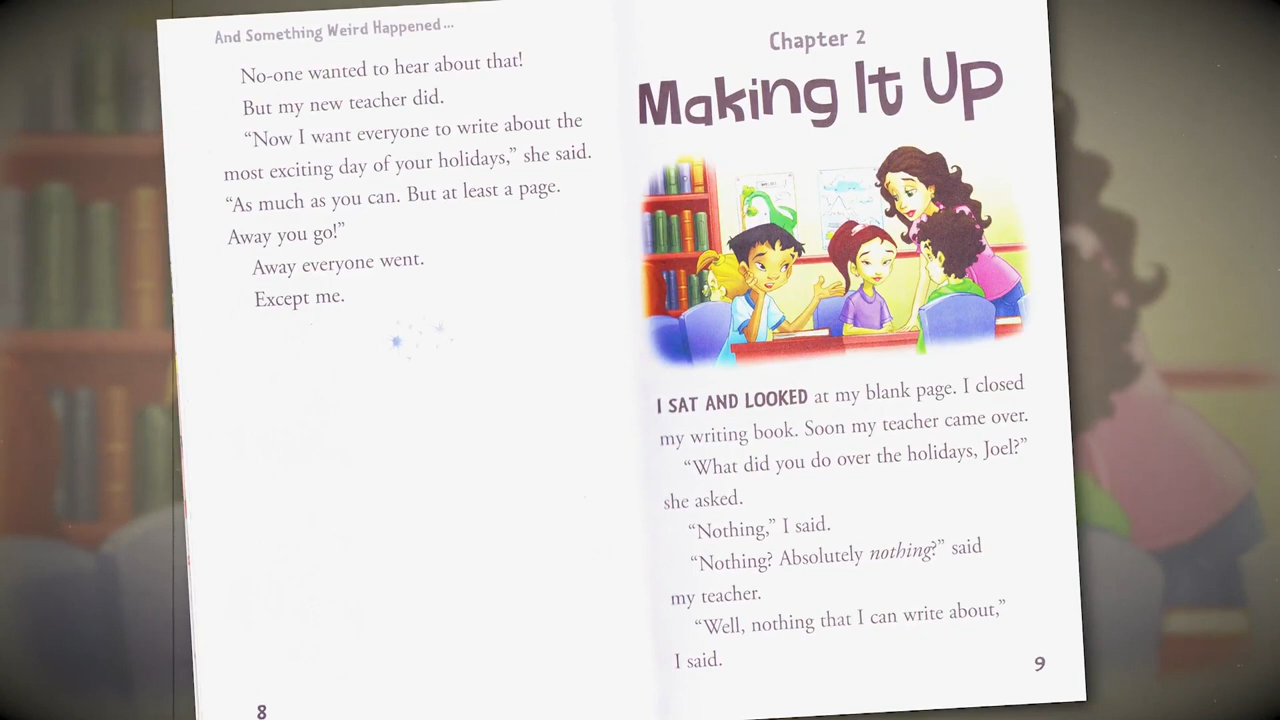 And Something Weird Happened...
No-one wanted to hear about that!
But my new teacher did.
“Now I want everyone to write about the
most exciting day of your holidays,” she said.
“As much as you can. But at least a page.
Away you go!”
Away everyone went.
Except me.
8
Chapter 2
Making It Up
I SAT AND LOOKED at my blank page. I closed
my writing book. Soon my teacher came over.
“What did you do over the holidays, Joel?”
she asked.
“Nothing,” I said.
“Nothing? Absolutely nothing?” said
my teacher.
“Well, nothing that I can write about,”
I said.
9